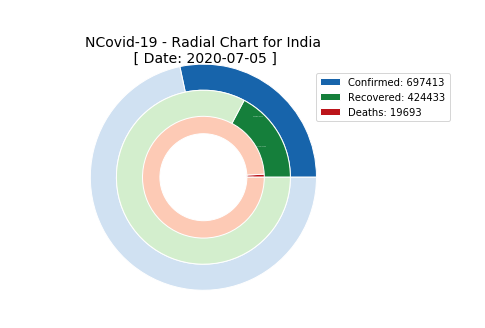 NCovid-19 - Radial Chart for India
[ Date: 2020-07-05 ]
Confirmed: 697413
Recovered: 424433
Deaths: 19693